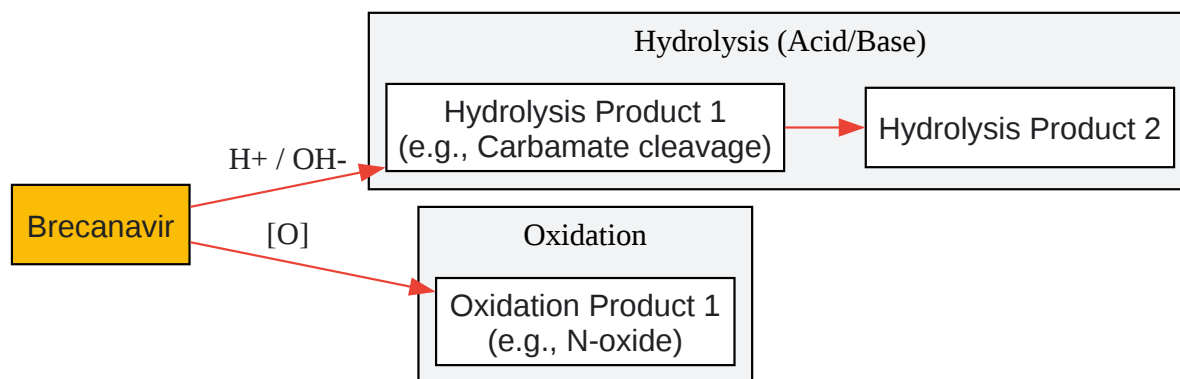 Hydrolysis (Acid/Base)
Hydrolysis Product 1
(e.g., Carbamate cleavage)
Hydrolysis Product 2
H+ / OH-
Brecanavir
[O]
Oxidation
Oxidation Product 1
(e.g., N-oxide)